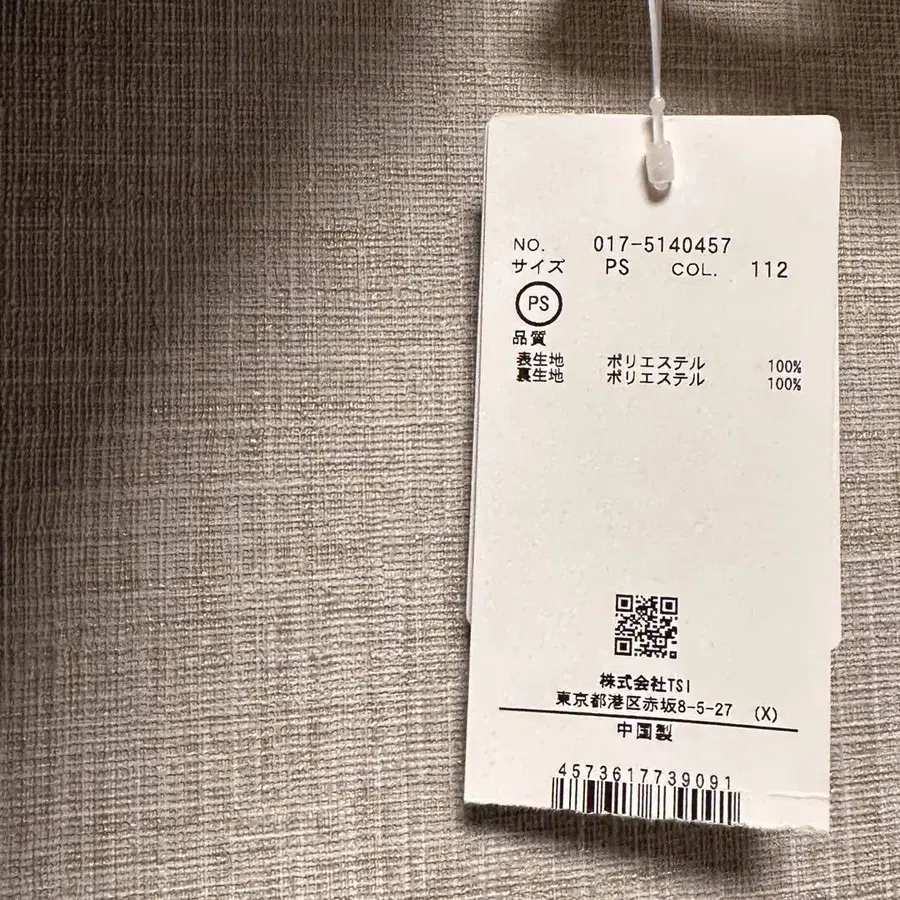 NO. 017-5140457
サイズ PS COL. 112
PS
品質
表生地 ポリエステル 100%
裏生地 ポリエステル 100%
株式会社TSI
東京都港区赤坂8-5-27 (X)
中国製
4573617739091